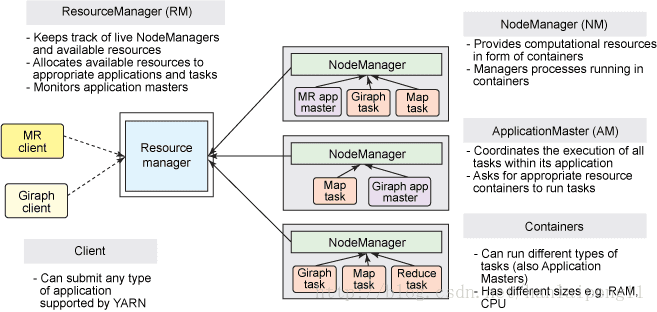 ResourceManager (RM)
- Keeps track of live NodeManagers
and available resources
- Allocates available resources to
appropriate applications and tasks
- Monitors application masters
MR
client
Giraph
client
Resource
manager
Client
- Can submit any type
of application
supported by YARN
NodeManager
MR app
master
Giraph
task
Map
task
NodeManager
Map
task
Giraph app
master
NodeManager
Giraph
task
Map
task
Reduce
task
NodeManager (NM)
- Provides computational resources
in form of containers
- Managers processes running in
containers
ApplicationMaster (AM)
- Coordinates the execution of all
tasks within its application
- Asks for appropriate resource
containers to run tasks
Containers
- Can run different types of
tasks (also Application
Masters)
- Has different sizes e.g. RAM,
CPU